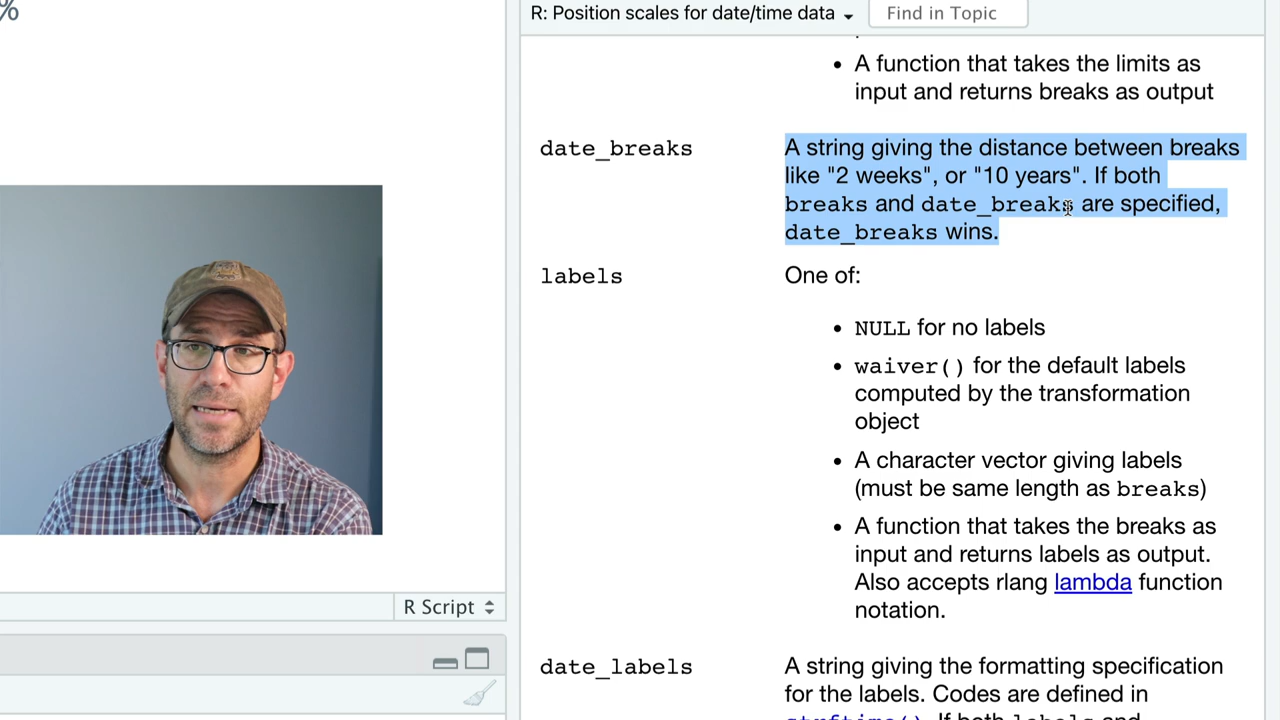 %
R: Position scales for date/time data
Find in Topic
• A function that takes the limits as
input and returns breaks as output
date_breaks
A string giving the distance between breaks
like "2 weeks", or "10 years". If both
breaks and date_breaks are specified,
date_breaks wins.
labels
One of:
• NULL for no labels
• waiver() for the default labels
computed by the transformation
object
• A character vector giving labels
(must be same length as breaks)
• A function that takes the breaks as
input and returns labels as output.
Also accepts rlang lambda function
notation.
R Script
date_labels
A string giving the formatting specification
for the labels. Codes are defined in
strftime(). If both labels and